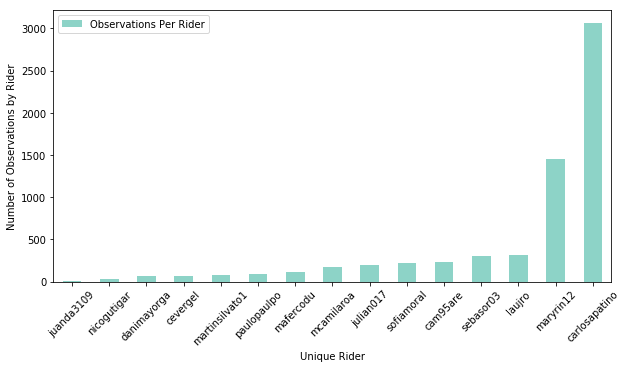 Observations Per Rider
Number of Observations by Rider
3000
2500
2000
1500
1000
500
0
juanda3109
nicogutigar
danimayorga
cevergel
martinsilvato1
paulopaulpo
mafercodu
mcamilaroa
julian017
sofiamoral
cam95are
sebasor03
laujro
maryrin12
carlosapatino
Unique Rider